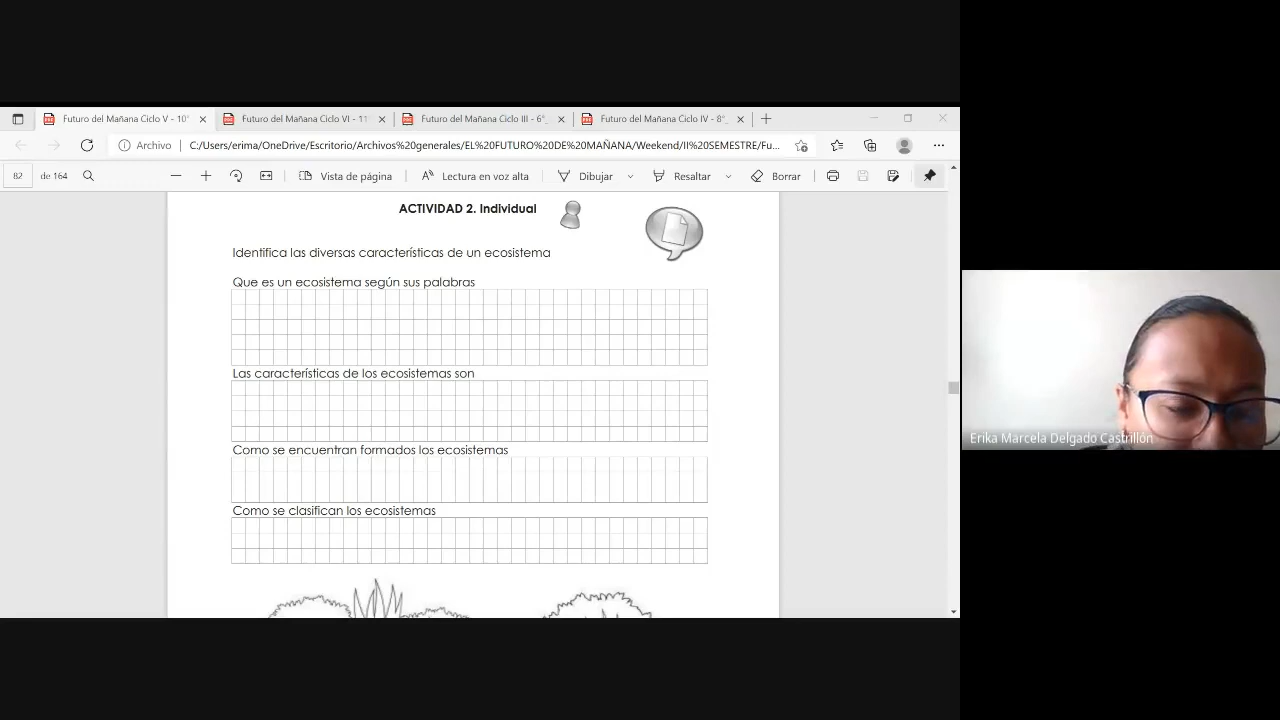 Futuro del Mañana Ciclo V - 10°
Futuro del Mañana Ciclo VI - 11
Futuro del Mañana Ciclo III - 6°_
Futuro del Mañana Ciclo IV - 8°_
Archivo
C:/Users/erima/OneDrive/Escritorio/Archivos%20generales/EL%20FUTURO%20DE%20MAÑANA/Weekend/II%20SEMESTRE/Fu...
82 de 164
Vista de página
Lectura en voz alta
Dibujar
Resaltar
Borrar
ACTIVIDAD 2. Individual
Identifica las diversas características de un ecosistema
Que es un ecosistema según sus palabras
Las características de los ecosistemas son
Como se encuentran formados los ecosistemas
Como se clasifican los ecosistemas
Erika Marcela Delgado Castrillón